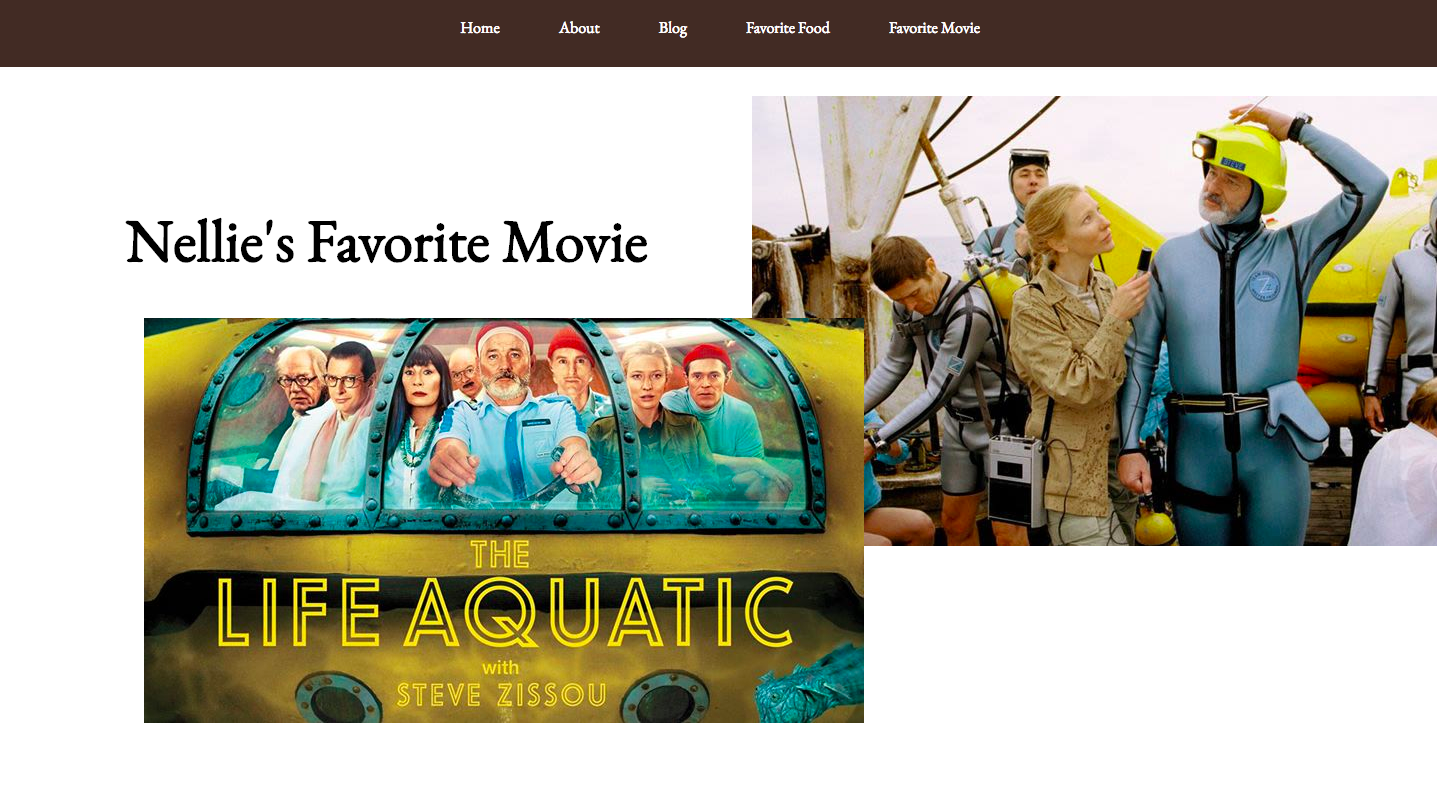 Home About Blog Favorite Food Favorite Movie
Nellie's Favorite Movie
STEVE
THE
LIFE AQUATIC
with
STEVE ZISSOU